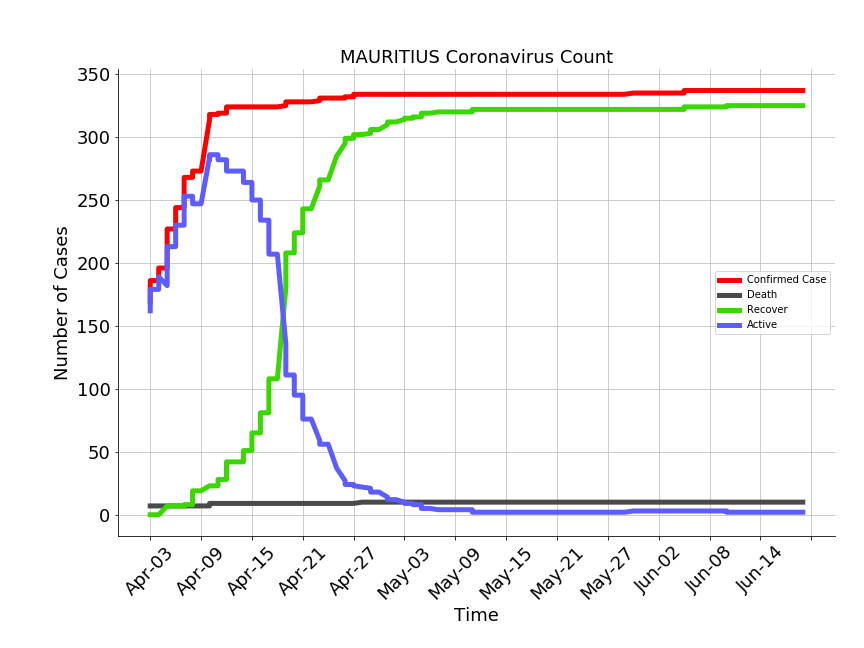 MAURITIUS Coronavirus Count
350
300
250
200
150
100
50
0
Number of Cases
Confirmed Case
Death
Recover
Active
Apr-03
Apr-09
Apr-15
Apr-21
Apr-27
May-03
May-09
May-15
May-21
May-27
Jun-02
Jun-08
Jun-14
Time